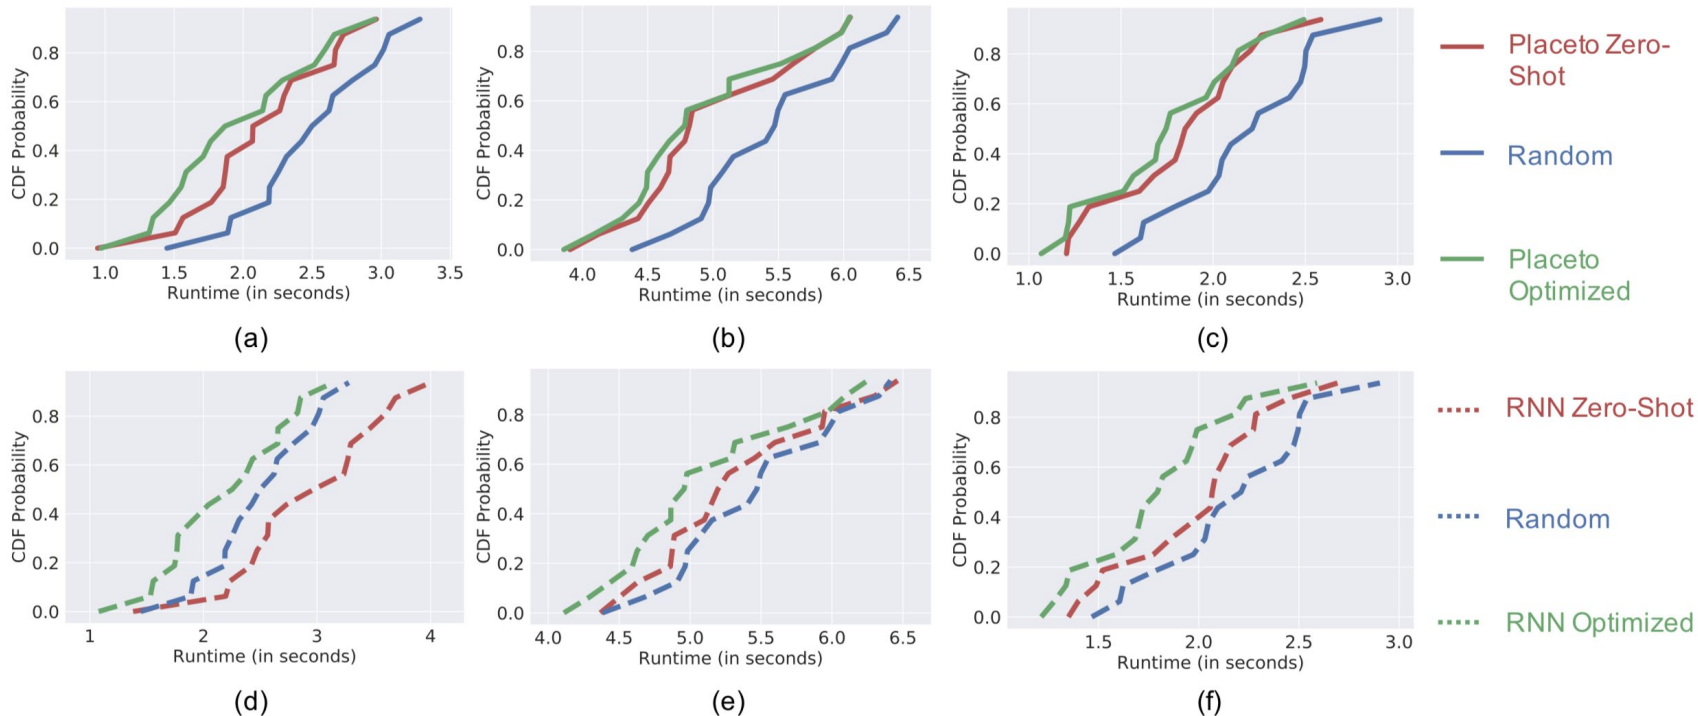 CDF Probability
0.8
0.6
0.4
0.2
0.0
1.0 1.5 2.0 2.5 3.0 3.5
Runtime (in seconds)
(a)
CDF Probability
0.8
0.6
0.4
0.2
0.0
4.0 4.5 5.0 5.5 6.0 6.5
Runtime (in seconds)
(b)
CDF Probability
0.8
0.6
0.4
0.2
0.0
1.0 1.5 2.0 2.5 3.0
Runtime (in seconds)
(c)
Placeto Zero-
Shot
Random
Placeto
Optimized
CDF Probability
0.8
0.6
0.4
0.2
0.0
1 2 3 4
Runtime (in seconds)
(d)
CDF Probability
0.8
0.6
0.4
0.2
0.0
4.0 4.5 5.0 5.5 6.0 6.5
Runtime (in seconds)
(e)
CDF Probability
0.8
0.6
0.4
0.2
0.0
1.5 2.0 2.5 3.0
Runtime (in seconds)
(f)
RNN Zero-Shot
Random
RNN Optimized